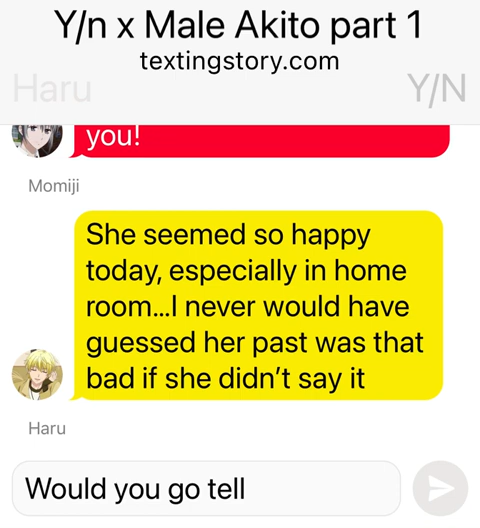 Y/n x Male Akito part 1
textingstory.com
Haru Y/N
you!
Momiji
She seemed so happy
today, especially in home
room...I never would have
guessed her past was that
bad if she didn't say it
Haru
Would you go tell